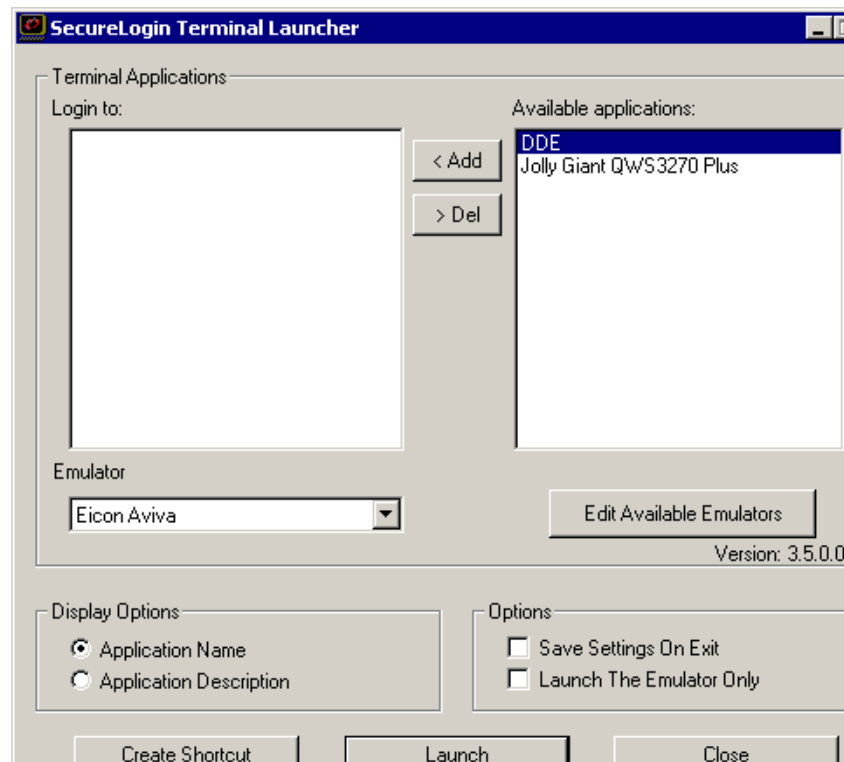 SecureLogin Terminal Launcher
Terminal Applications
Login to:
Available applications:
< Add
> Del
DDE
Jolly Giant QWS3270 Plus
Emulator
Eicon Aviva
Edit Available Emulators
Version: 3.5.0.0
Display Options
Application Name
Application Description
Options
Save Settings On Exit
Launch The Emulator Only
Create Shortcut
Launch
Close